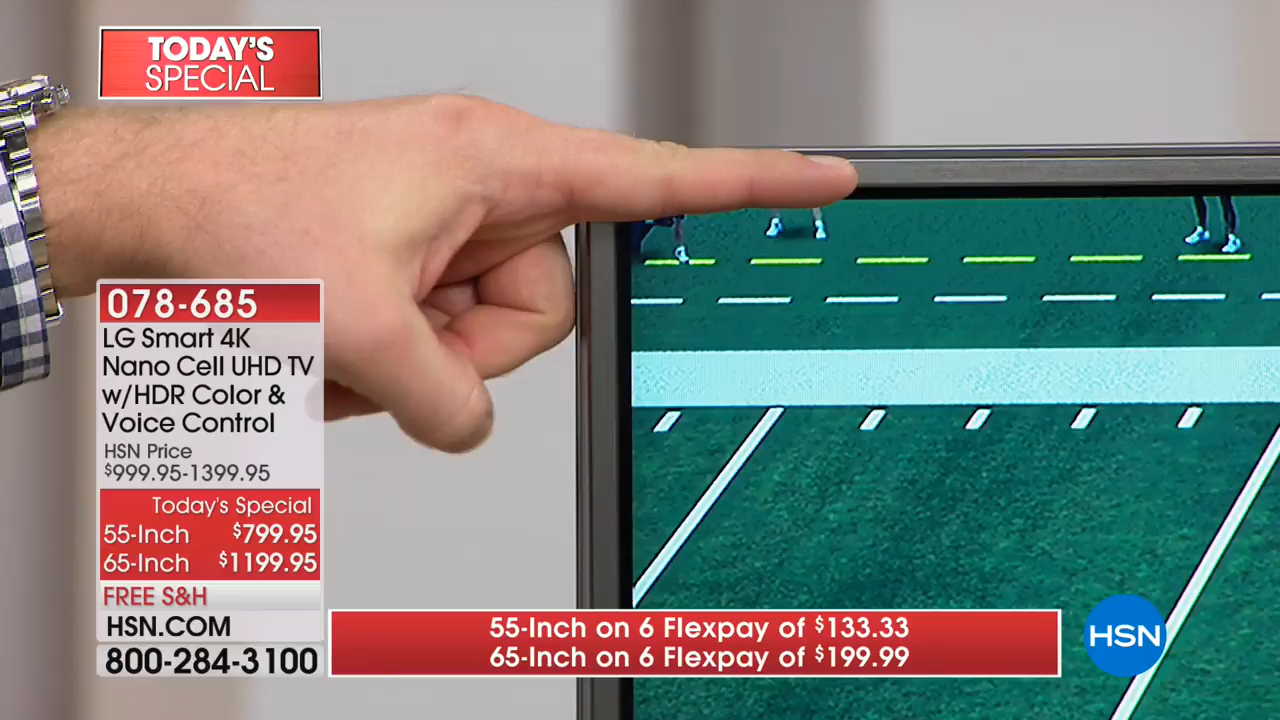 TODAY'S
SPECIAL
078-685
LG Smart 4K
Nano Cell UHD TV
w/HDR Color &
Voice Control
HSN Price
$999.95-1399.95
Today's Special
55-Inch $799.95
65-Inch $1199.95
FREE S&H
HSN.COM
800-284-3100
55-Inch on 6 Flexpay of $133.33
65-Inch on 6 Flexpay of $199.99
HSN